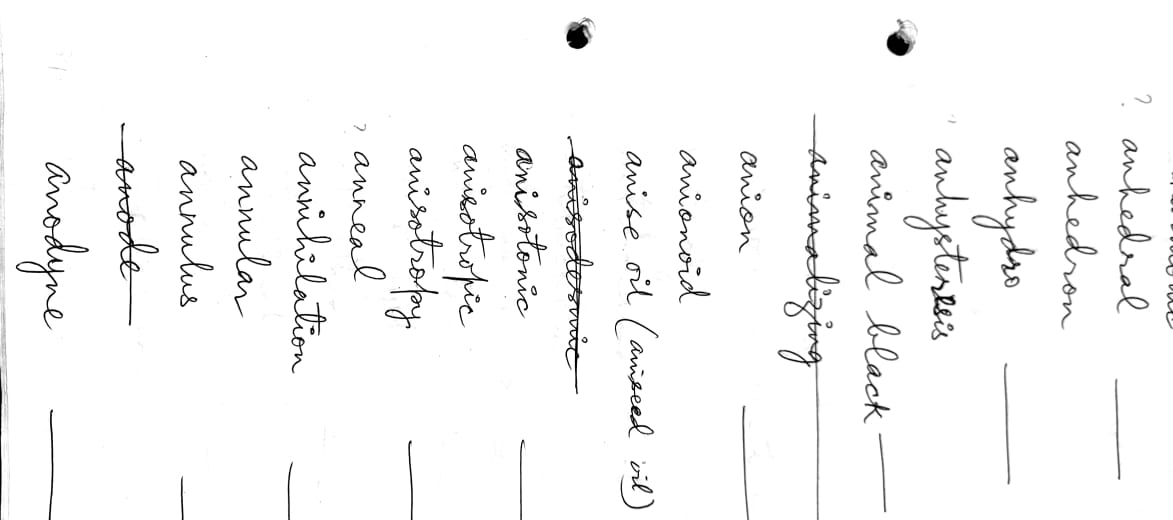 ? anhedral —
anhedron
anhydro —
anhysteresis
animal black —
animalizing
anion —
anionoid
anise oil (aniseed oil)
anisodesmic
anisotonic —
anisotropic
anisotropy —
? anneal
annihilation —
annular
annulus —
anode
anodyne —